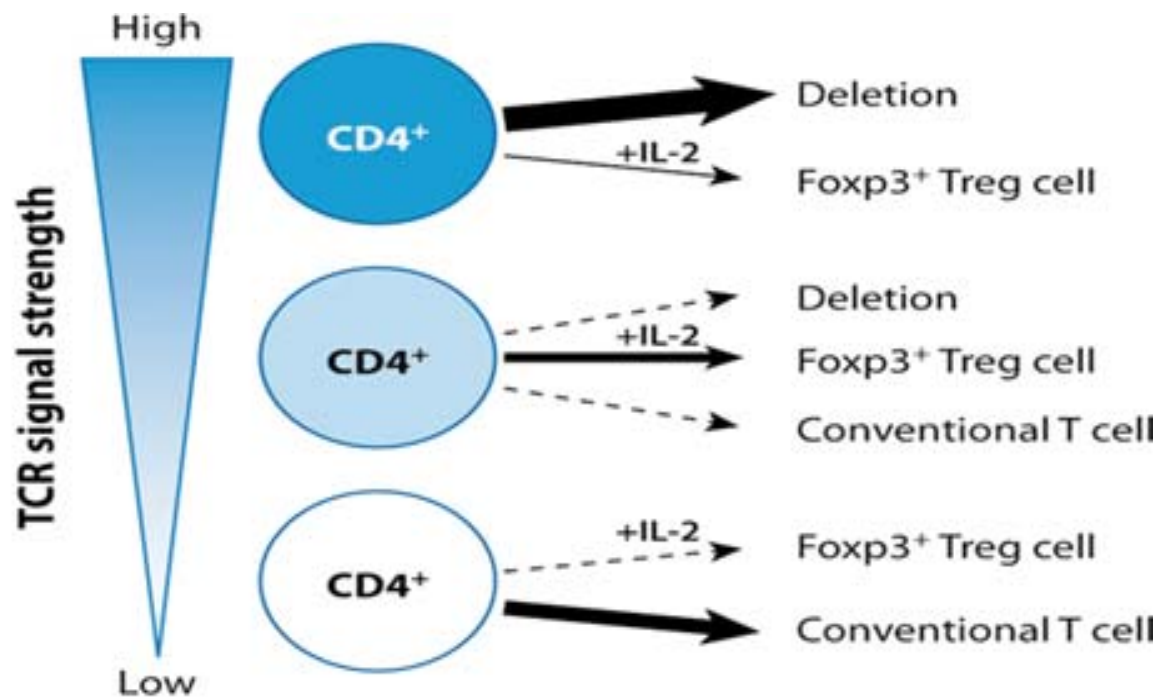 High
TCR signal strength
Low
CD4⁺
Deletion
+IL-2
Foxp3⁺ Treg cell
CD4⁺
Deletion
+IL-2
Foxp3⁺ Treg cell
Conventional T cell
CD4⁺
+IL-2
Foxp3⁺ Treg cell
Conventional T cell